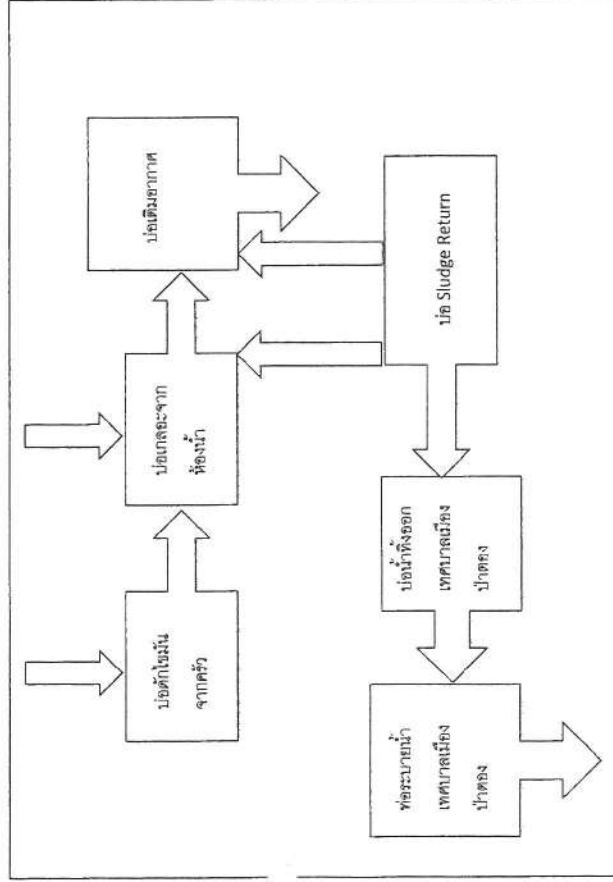 บ่อดักไขมัน
จากครัว
บ่อเกลอะจาก
ห้องน้ำ
บ่อเติมอากาศ
บ่อ Sludge Return
บ่อน้ำทิ้งออก
เทศบาลเมือง
ป่าตอง
ท่อระบายน้ำ
เทศบาลเมือง
ป่าตอง